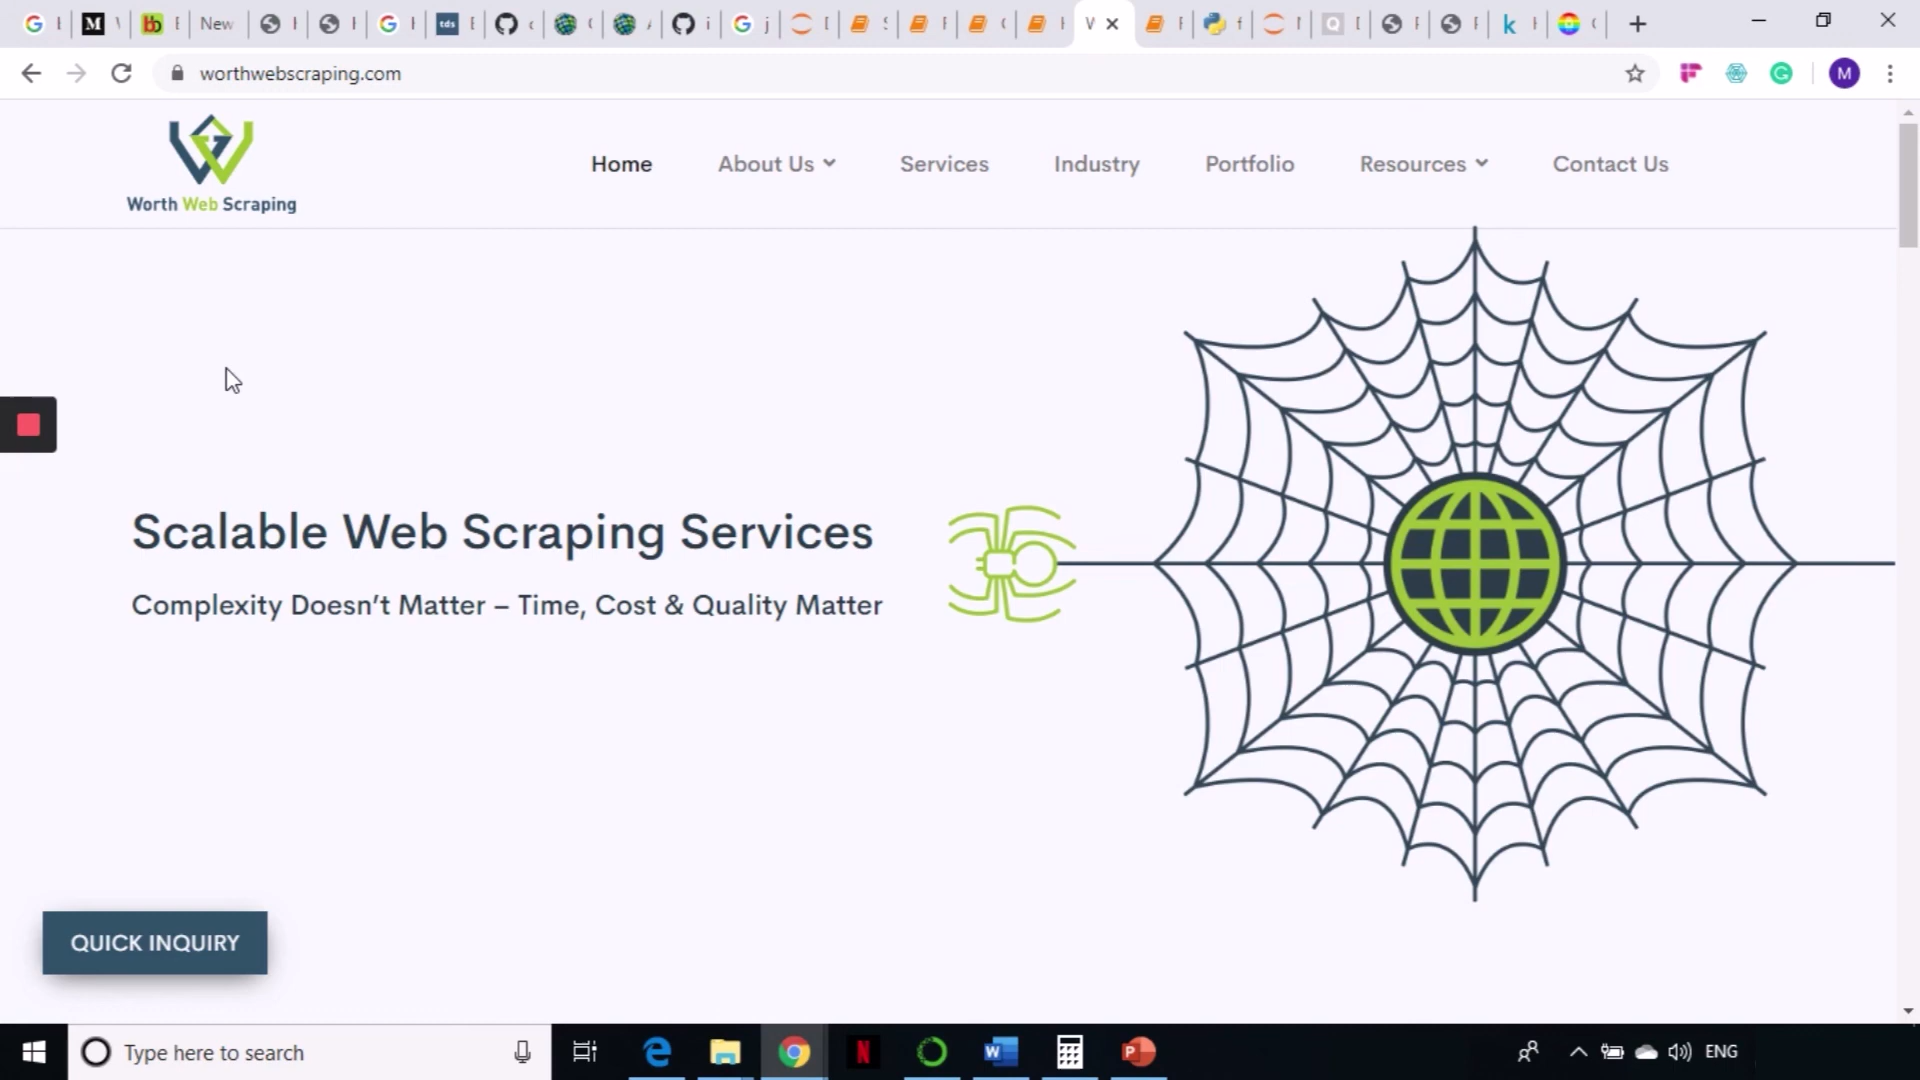 New
worthwebscraping.com
M
Worth Web Scraping
Home
About Us
Services
Industry
Portfolio
Resources
Contact Us
Scalable Web Scraping Services
Complexity Doesn’t Matter – Time, Cost & Quality Matter
QUICK INQUIRY
Type here to search
ENG